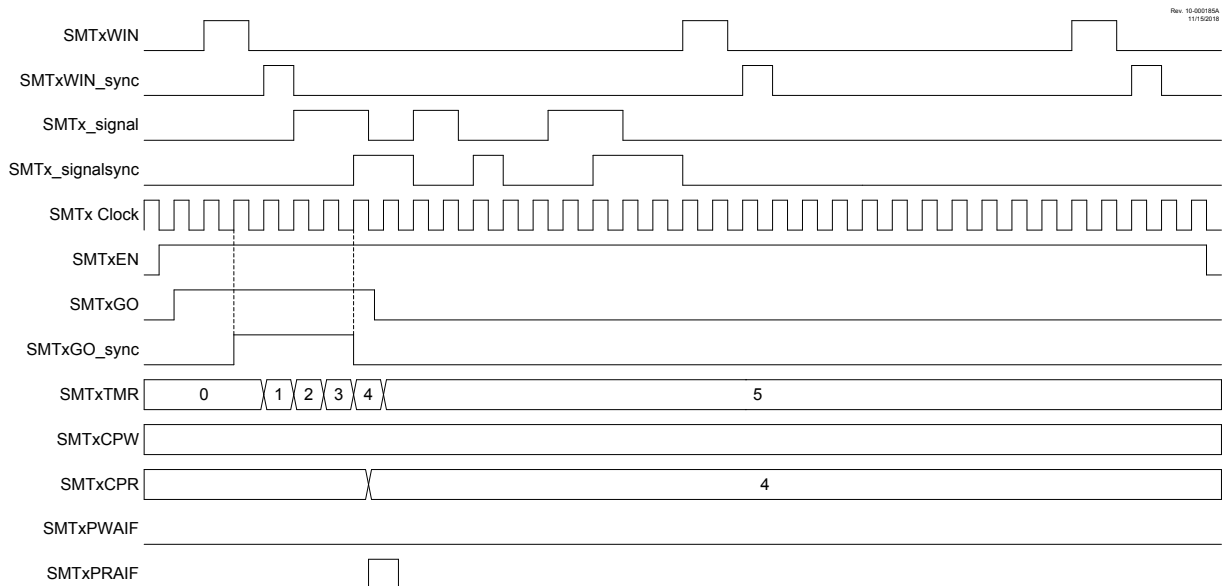 Rev. 10-000185A
11/15/2018
SMTxWIN
SMTxWIN_sync
SMTx_signal
SMTx_signalsync
SMTx Clock
SMTxEN
SMTxGO
SMTxGO_sync
SMTxTMR 0 1 2 3 4 5
SMTxCPW
SMTxCPR 4
SMTxPWAIF
SMTxPRAIF